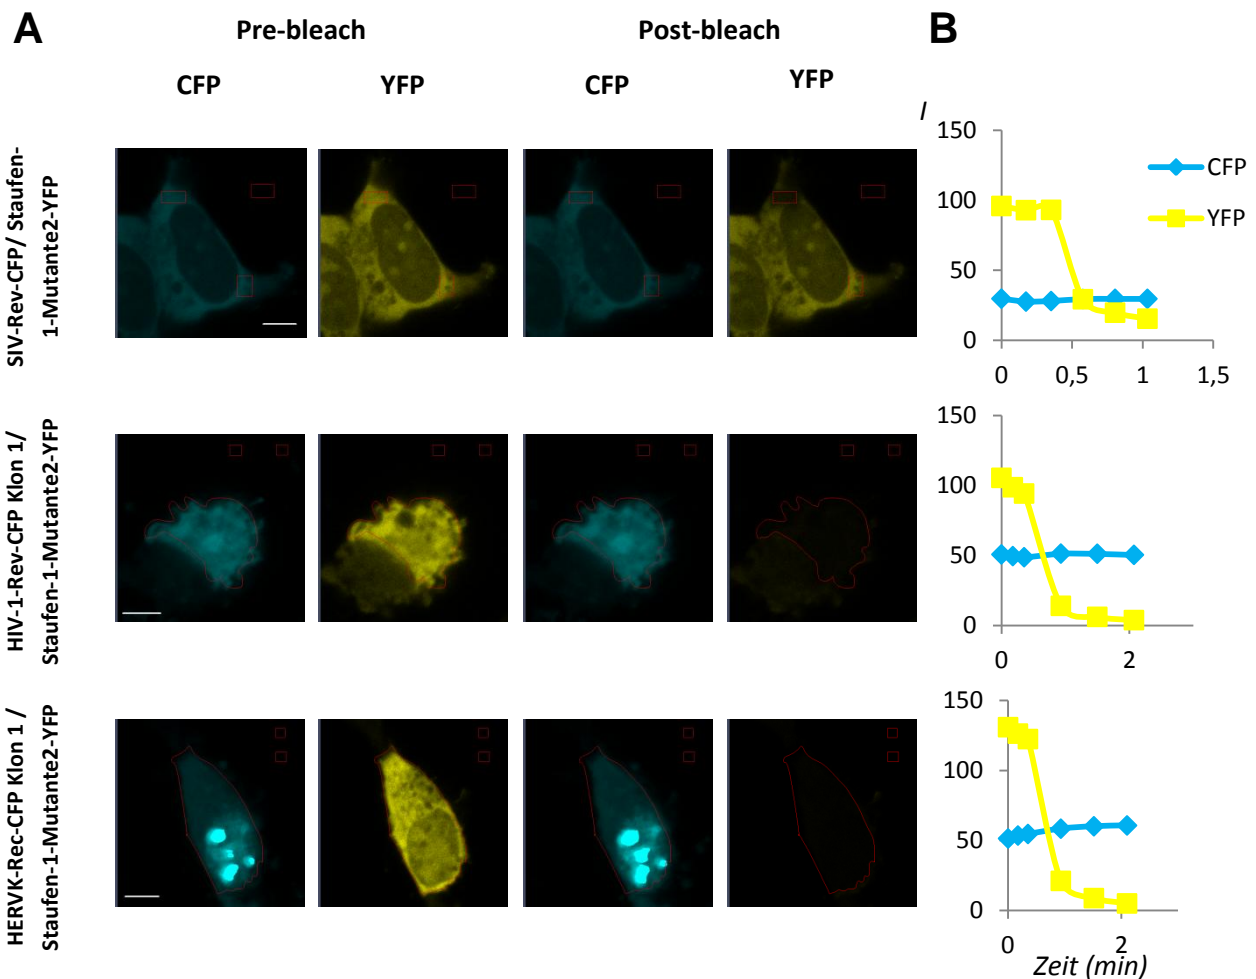 A
Pre-bleach
Post-bleach
B
CFP
YFP
CFP
YFP
SIV-Rev-CFP/ Staufen-
1-Mutante2-YFP
I
150
100
50
0
0
0,5
1
1,5
CFP
YFP
HIV-1-Rev-CFP Klon 1/
Staufen-1-Mutante2-YFP
150
100
50
0
0
2
HERVK-Rec-CFP Klon 1 /
Staufen-1-Mutante2-YFP
150
100
50
0
0
2
Zeit (min)